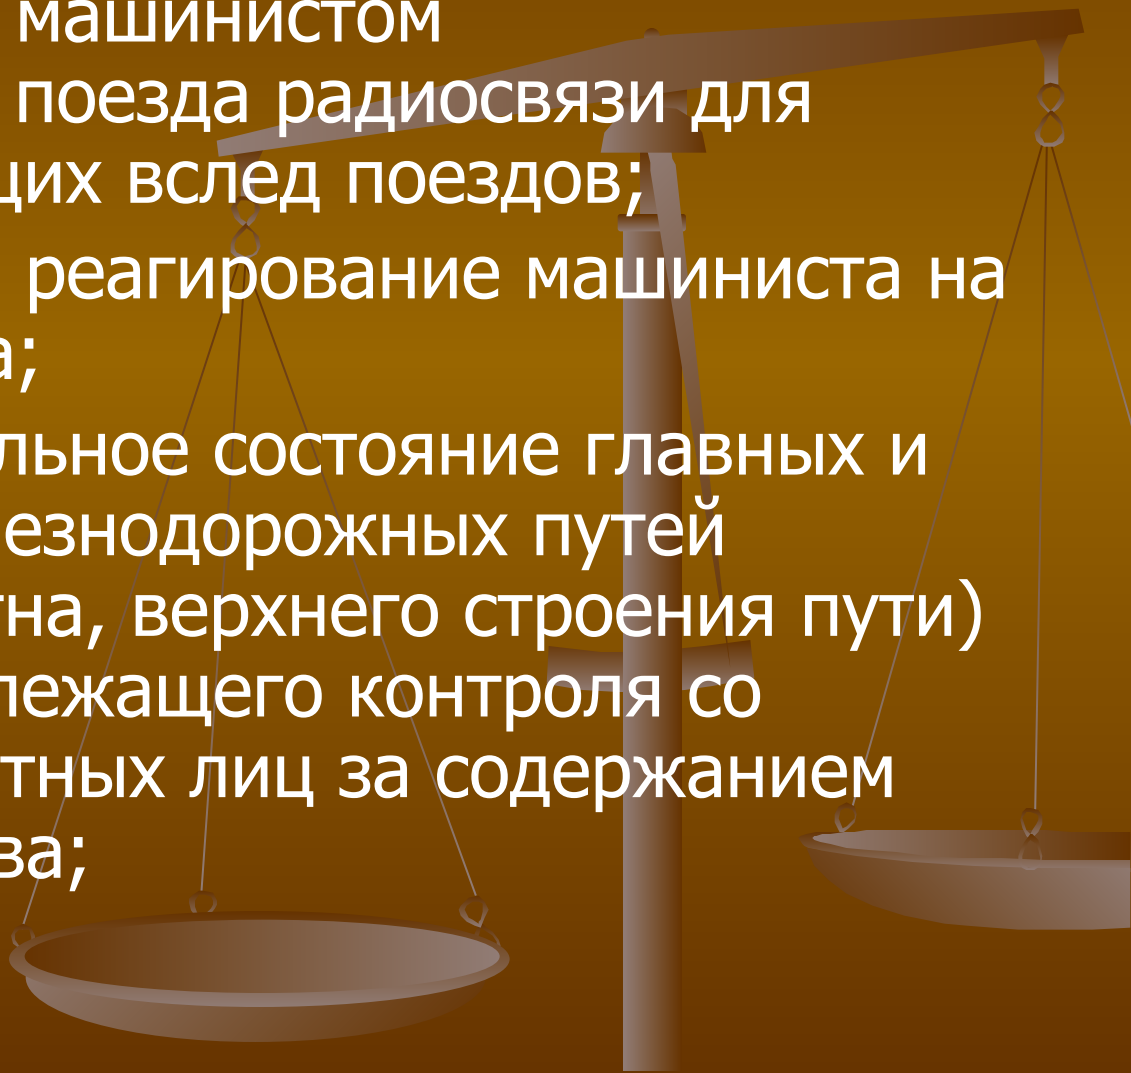 машинистом
поезда радиосвязи для
щих вслед поездов;
реагирование машиниста на
а;
льное состояние главных и
езнодорожных путей
тна, верхнего строения пути)
лежащего контроля со
тных лиц за содержанием
ва;